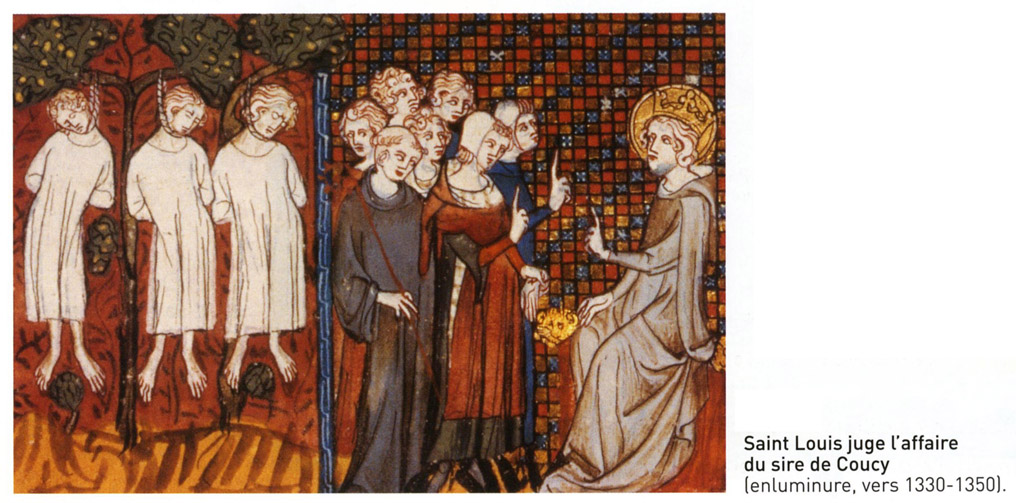 Saint Louis juge l'affaire
du sire de Coucy
(enluminure, vers 1330-1350).